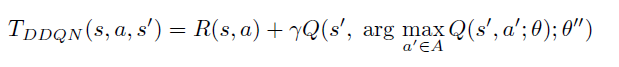 T_{DDQN}(s, a, s') = R(s, a) + γQ(s', arg max_{a'∈A} Q(s', a'; θ); θ'')